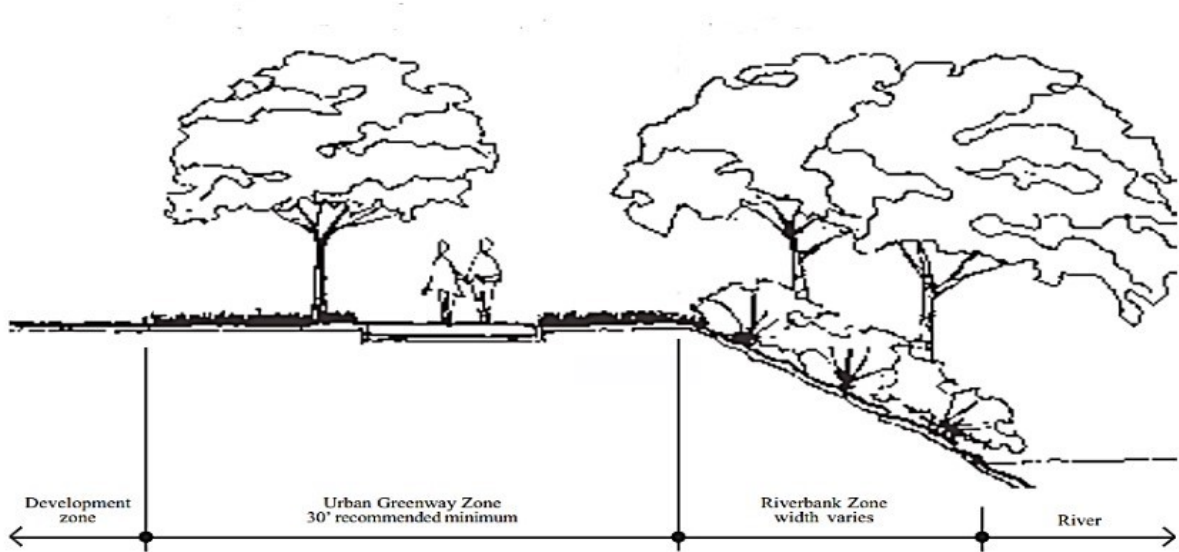 Development
zone
Urban Greenway Zone
30' recommended minimum
Riverbank Zone
width varies
River